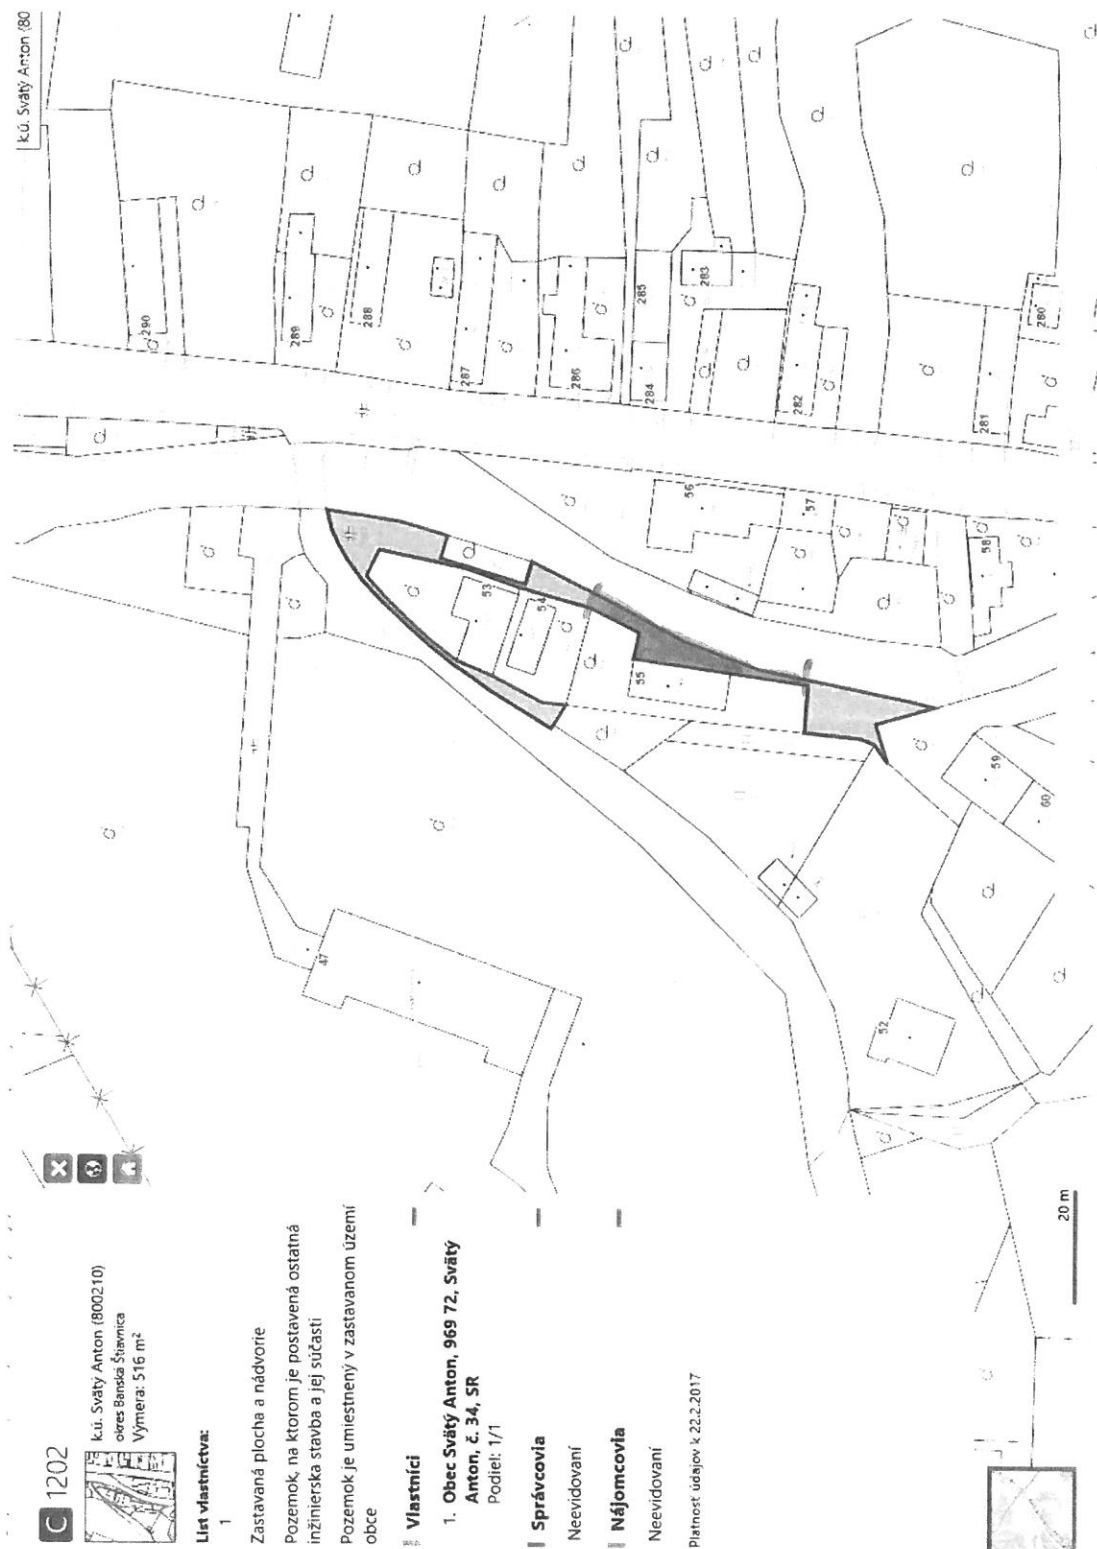 C 1202
k.ú. Svätý Anton (800210)
okres Banská Štiavnica
Výmera: 516 m²
List vlastníctva:
1
Zastavaná plocha a nádvorie
Pozemok, na ktorom je postavená ostatná
inžinierska stavba a jej súčasti
Pozemok je umiestnený v zastavanom území
obce
Vlastníci
1. Obec Svätý Anton, 969 72, Svätý
Anton, č. 34, SR
Podiel: 1/1
Správcovia
Neevidovaní
Nájomcovia
Neevidovaní
Platnosť údajov k 22.2.2017
20 m
k.ú. Svätý Anton (80
290
289
288
287
286
285
284
283
282
281
280
56
57
58
53
54
55
59
60
52
47